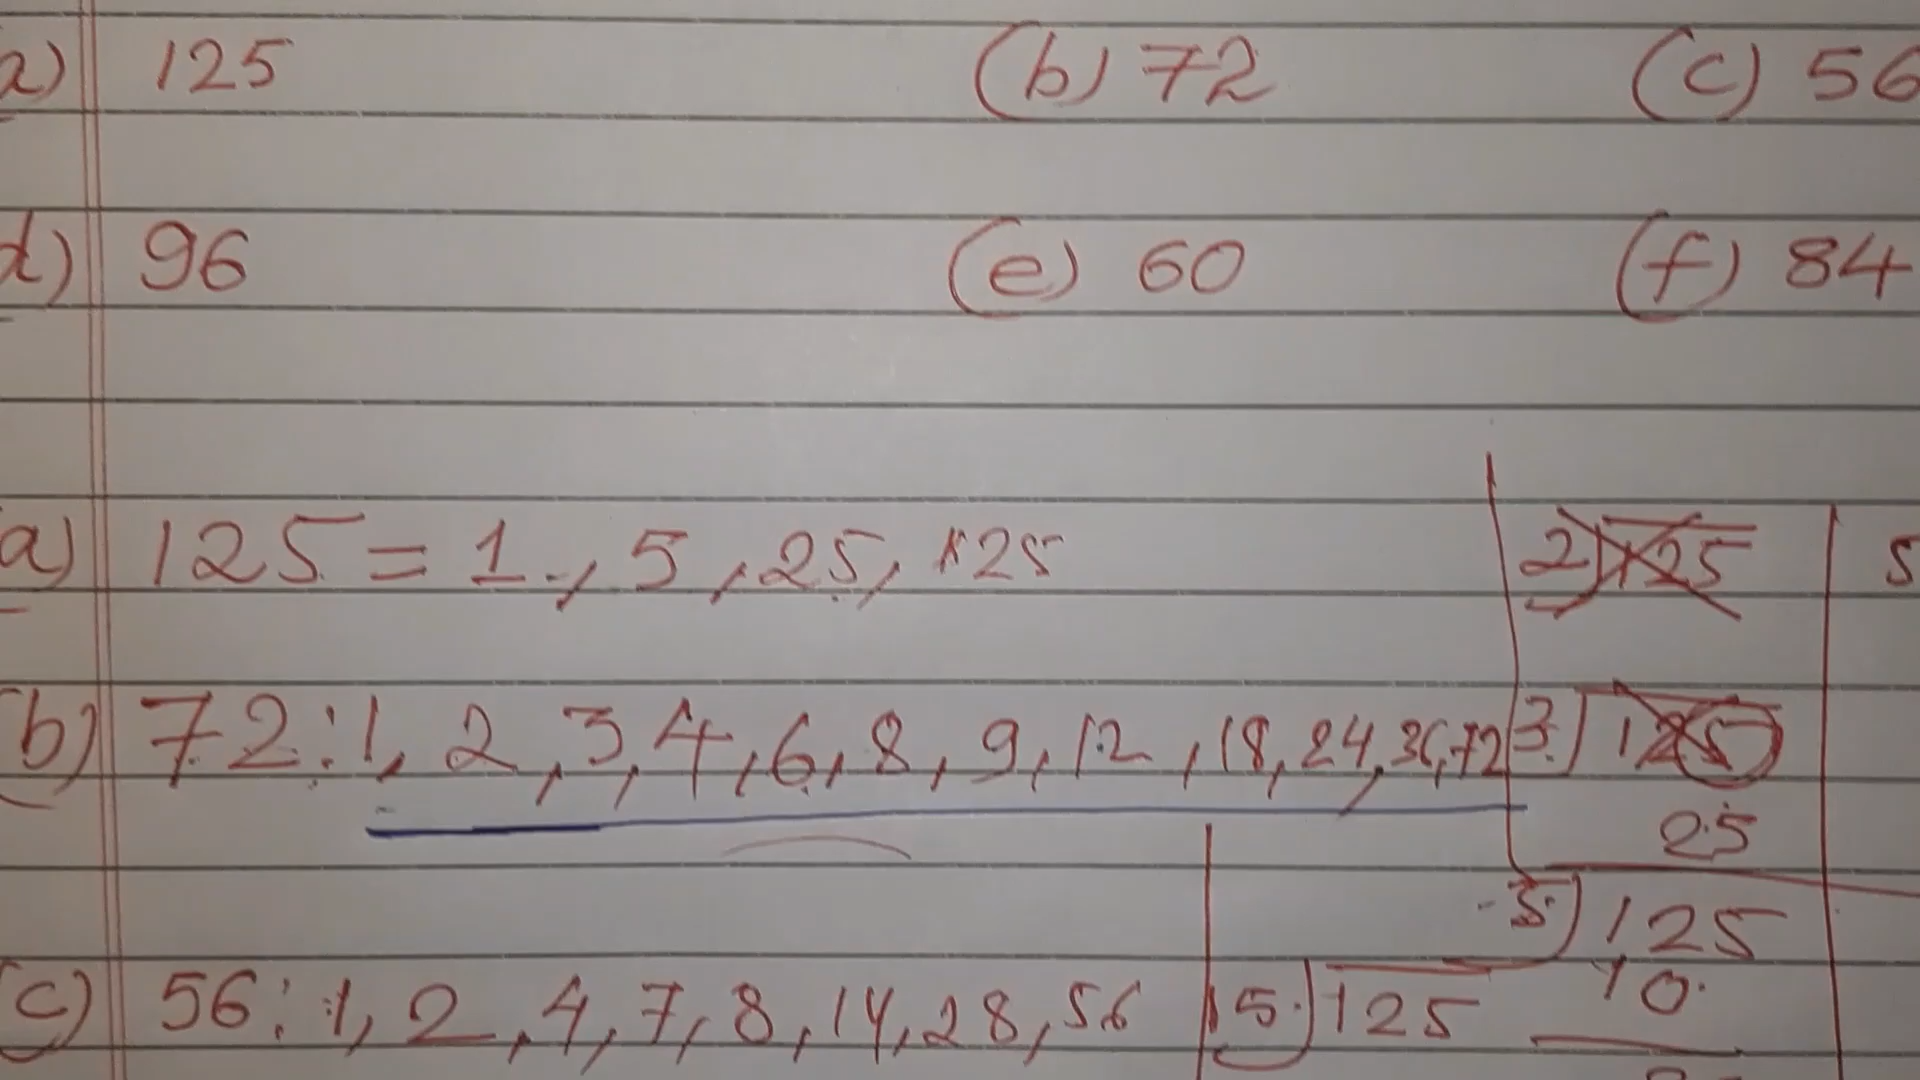 a) 125 (b) 72 (c) 56
d) 96 (e) 60 (f) 84
a) 125 = 1, 5, 25, 125
2) 125 5
(b) 72: 1, 2, 3, 4, 6, 8, 9, 12, 18, 24, 36, 72
3) 125
25
5) 125
10
(c) 56: 1, 2, 4, 7, 8, 14, 28, 56
15) 125